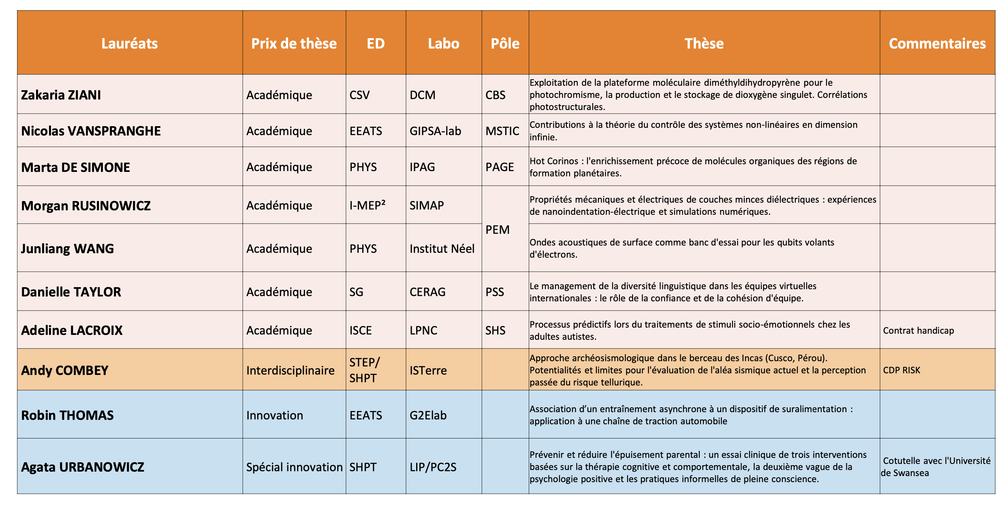 Lauréats Prix de thèse ED Labo Pôle Thèse Commentaires
Zakaria ZIANI Académique CSV DCM CBS
Exploitation de la plateforme moléculaire diméthyldihydropyrène pour le
photochromisme, la production et le stockage de dioxygène singulet. Corrélations
photostructurales.
Nicolas VANSPRANGHE Académique EEATS GIPSA-lab MSTIC
Contributions à la théorie du contrôle des systèmes non-linéaires en dimension
infinie.
Marta DE SIMONE Académique PHYS IPAG PAGE
Hot Corinos : l'enrichissement précoce de molécules organiques des régions de
formation planétaires.
Morgan RUSINOWICZ Académique I-MEP² SIMAP
PEM
Propriétés mécaniques et électriques de couches minces diélectriques : expériences
de nanoindentation-électrique et simulations numériques.
Junliang WANG Académique PHYS Institut Néel
Ondes acoustiques de surface comme banc d'essai pour les qubits volants
d'électrons.
Danielle TAYLOR Académique SG CERAG PSS
Le management de la diversité linguistique dans les équipes virtuelles
internationales : le rôle de la confiance et de la cohésion d'équipe.
Adeline LACROIX Académique ISCE LPNC SHS
Processus prédictifs lors du traitements de stimuli socio-émotionnels chez les
adultes autistes.
Contrat handicap
Andy COMBEY Interdisciplinaire
STEP/
SHPT
ISTerre
Approche archéosismologique dans le berceau des Incas (Cusco, Pérou).
Potentialités et limites pour l'évaluation de l'aléa sismique actuel et la perception
passée du risque tellurique.
CDP RISK
Robin THOMAS Innovation EEATS G2Elab
Association d’un entraînement asynchrone à un dispositif de suralimentation :
application à une chaîne de traction automobile
Agata URBANOWICZ Spécial innovation SHPT LIP/PC2S
Prévenir et réduire l'épuisement parental : un essai clinique de trois interventions
basées sur la thérapie cognitive et comportementale, la deuxième vague de la
psychologie positive et les pratiques informelles de pleine conscience.
Cotutelle avec l'Université
de Swansea